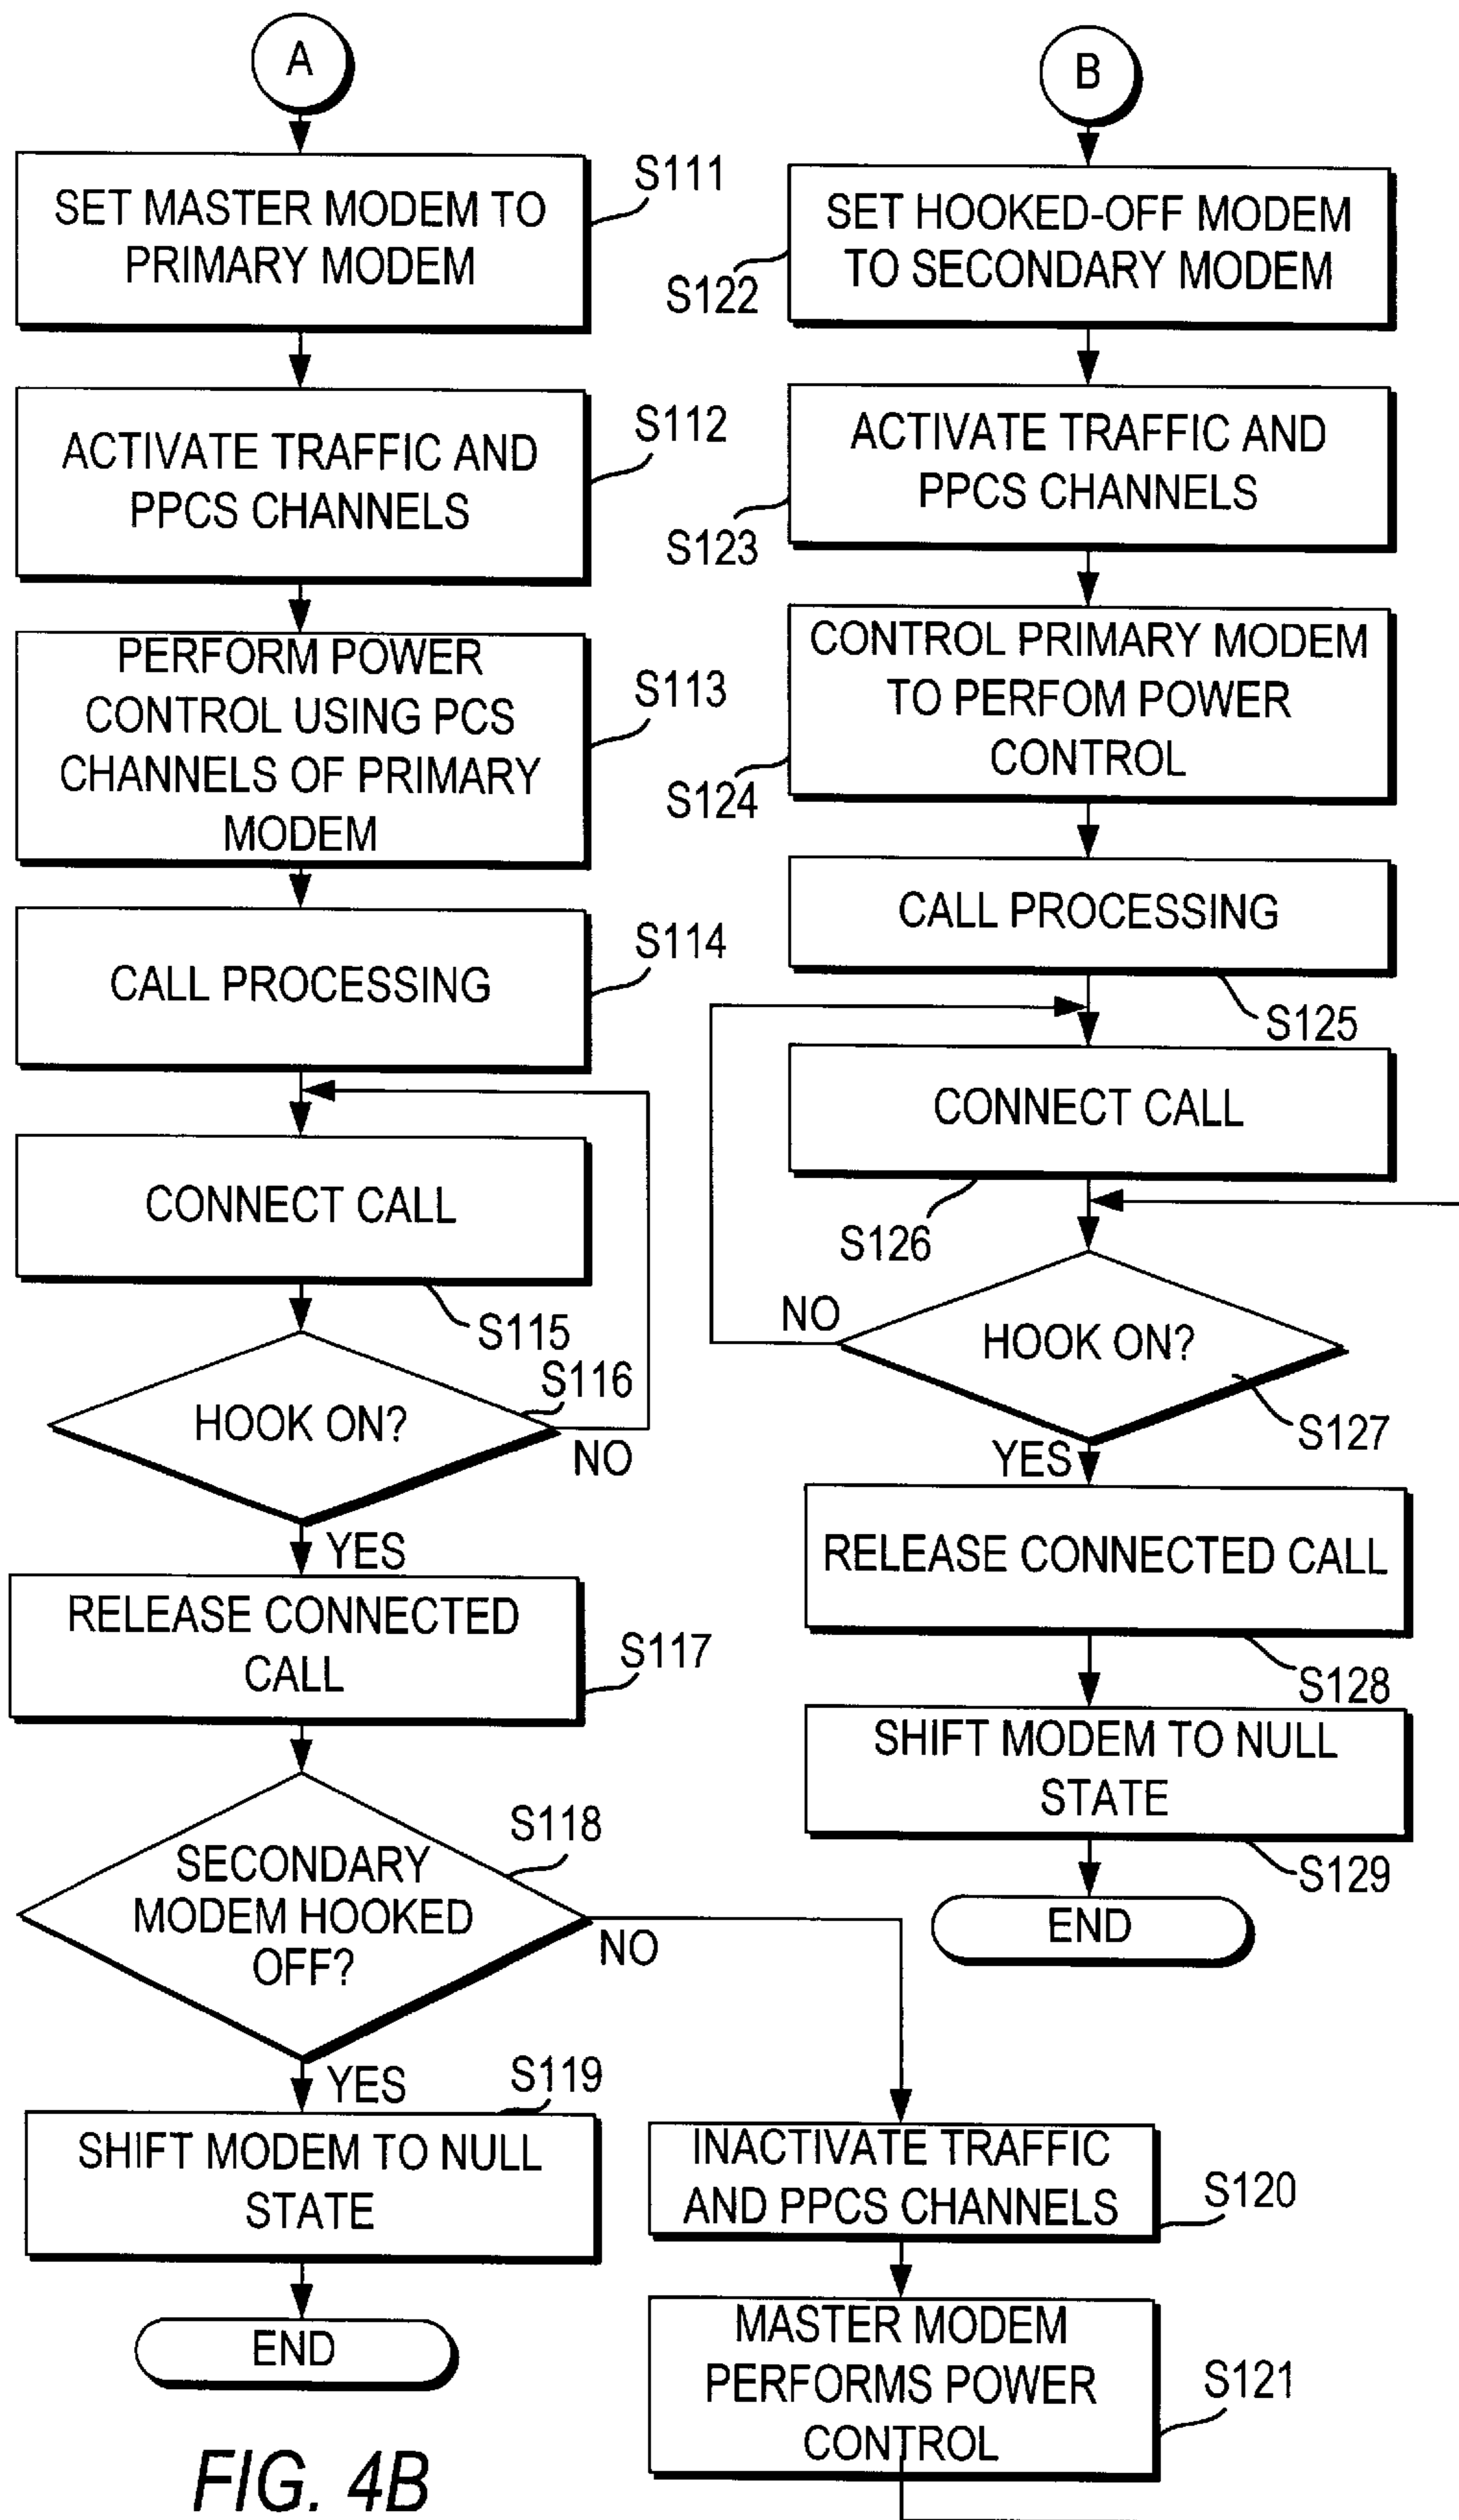 A
SET MASTER MODEM TO
PRIMARY MODEM
S111
ACTIVATE TRAFFIC AND
PPCS CHANNELS
S112
PERFORM POWER
CONTROL USING PCS
CHANNELS OF PRIMARY
MODEM
S113
CALL PROCESSING
S114
CONNECT CALL
S115
HOOK ON?
S116
NO
YES
RELEASE CONNECTED
CALL
S117
SECONDARY
MODEM HOOKED
OFF?
S118
NO
YES
S119
SHIFT MODEM TO NULL
STATE
END
INACTIVATE TRAFFIC
AND PPCS CHANNELS
S120
MASTER MODEM
PERFORMS POWER
CONTROL
S121
B
SET HOOKED-OFF MODEM
TO SECONDARY MODEM
S122
ACTIVATE TRAFFIC AND
PPCS CHANNELS
S123
CONTROL PRIMARY MODEM
TO PERFOM POWER
CONTROL
S124
CALL PROCESSING
S125
CONNECT CALL
S126
NO
HOOK ON?
S127
YES
RELEASE CONNECTED CALL
S128
SHIFT MODEM TO NULL
STATE
S129
END
FIG. 4B